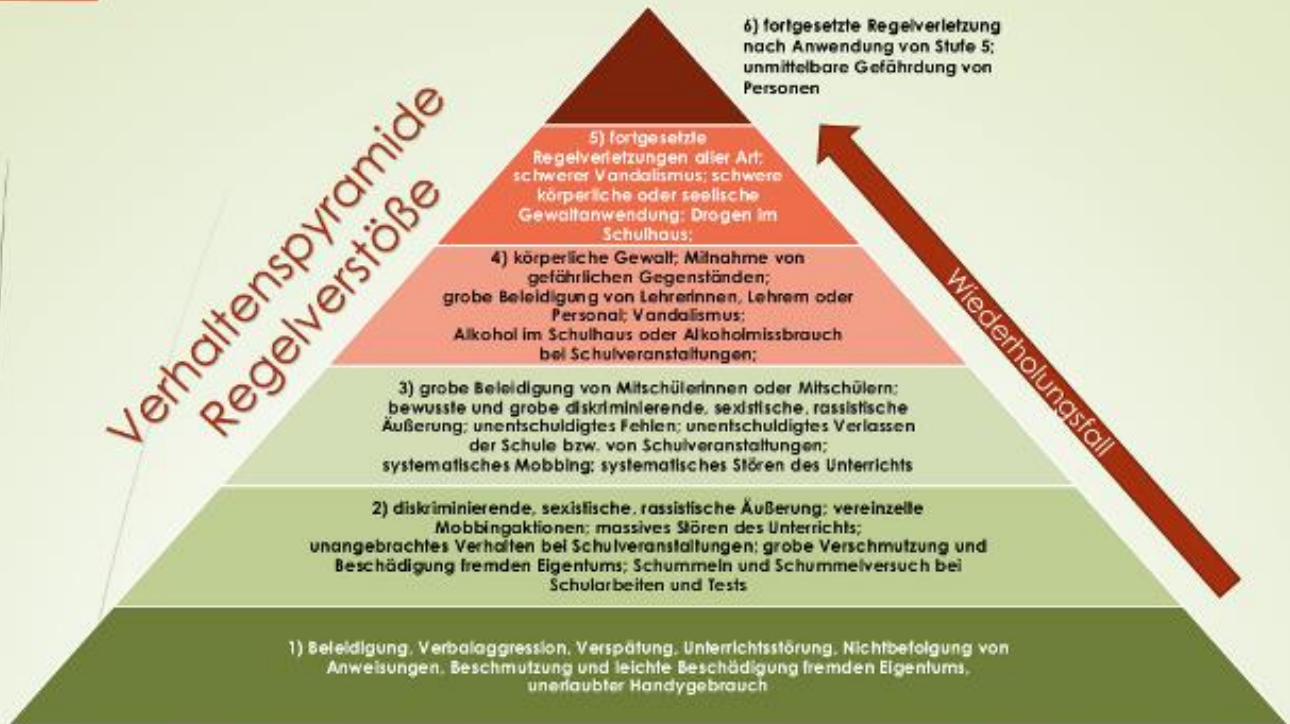 Verhaltenspyramide
Regelverstöße
6) fortgesetzte Regelverletzung
nach Anwendung von Stufe 5;
unmittelbare Gefährdung von
Personen
5) fortgesetzte
Regelverletzungen aller Art;
schwerer Vandalismus; schwere
körperliche oder seelische
Gewaltanwendung; Drogen im
Schulhaus;
4) körperliche Gewalt; Mitnahme von
gefährlichen Gegenständen;
grobe Beleidigung von Lehrerinnen, Lehrern oder
Personal; Vandalismus;
Alkohol im Schulhaus oder Alkoholmissbrauch
bei Schulveranstaltungen;
3) grobe Beleidigung von Mitschülerinnen oder Mitschülern;
bewusste und grobe diskriminierende, sexistische, rassistische
Äußerung; unentschuldigtes Fehlen; unentschuldigtes Verlassen
der Schule bzw. von Schulveranstaltungen;
systematisches Mobbing; systematisches Stören des Unterrichts
2) diskriminierende, sexistische, rassistische Äußerung; vereinzelte
Mobbingaktionen; massives Stören des Unterrichts;
unangebrachtes Verhalten bei Schulveranstaltungen; grobe Verschmutzung und
Beschädigung fremden Eigentums; Schummeln und Schummelversuch bei
Schularbeiten und Tests
1) Beleidigung, Verbalaggression, Verspätung, Unterrichtsstörung, Nichtbefolgung von
Anweisungen, Beschmutzung und leichte Beschädigung fremden Eigentums,
unerlaubter Handygebrauch
Wiederholungsfall